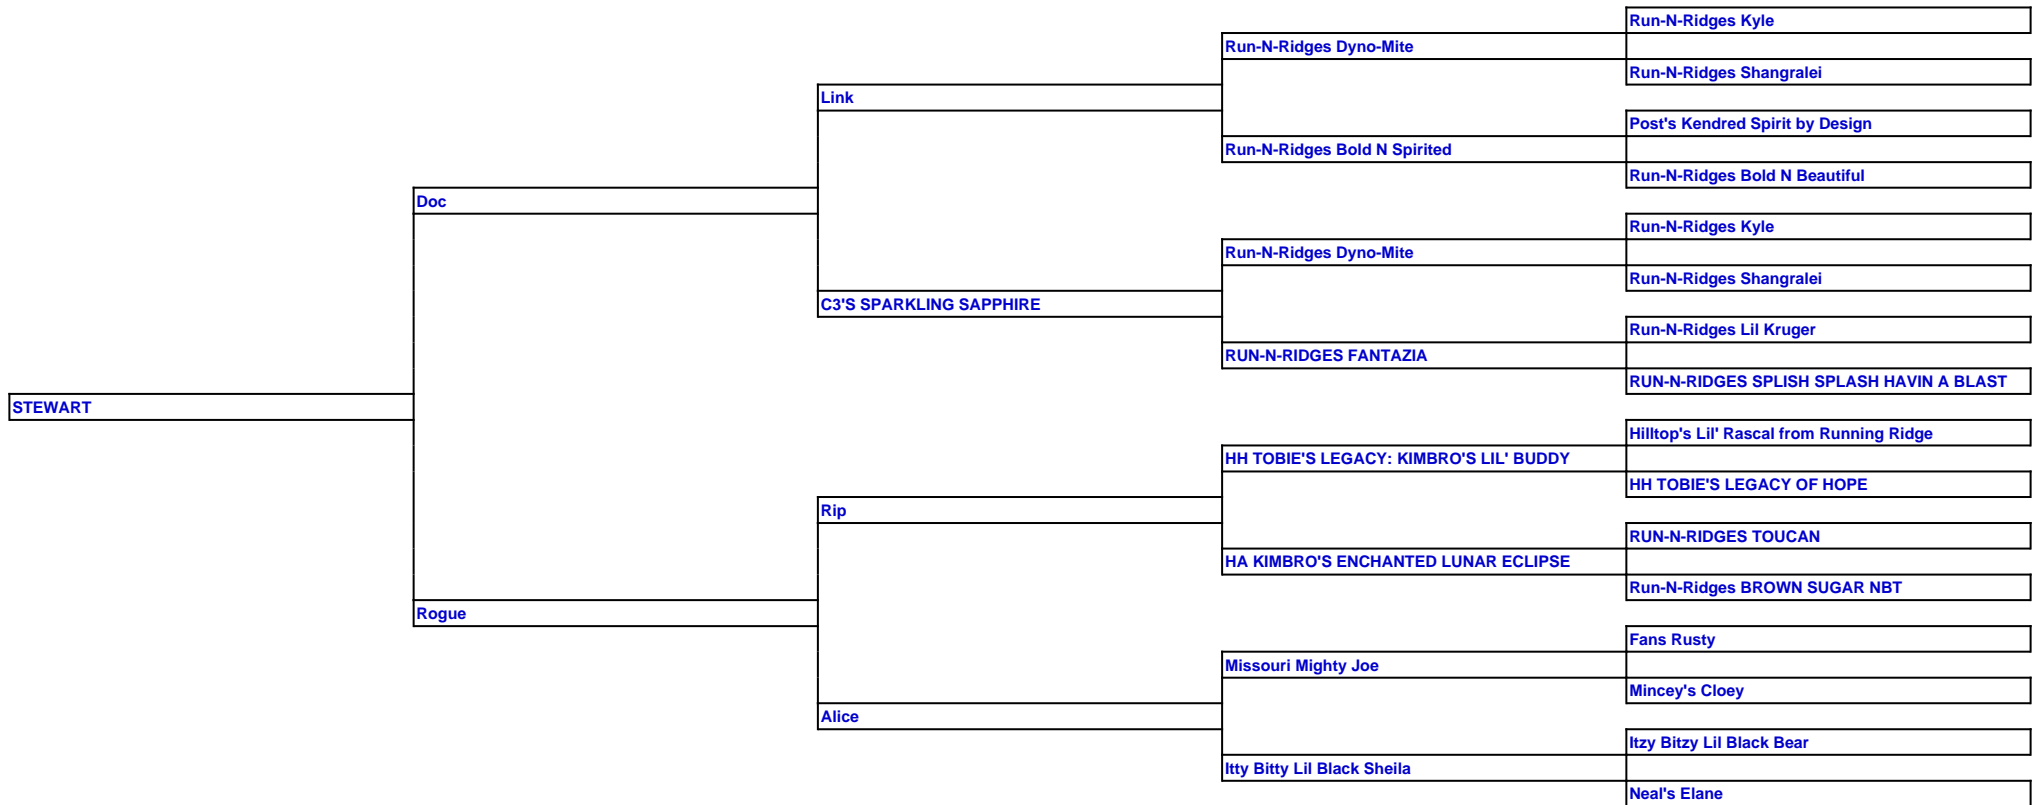 Run-N-Ridges Kyle
Run-N-Ridges Dyno-Mite
Run-N-Ridges Shangralei
Link
Post's Kendred Spirit by Design
Run-N-Ridges Bold N Spirited
Run-N-Ridges Bold N Beautiful
Doc
Run-N-Ridges Kyle
Run-N-Ridges Dyno-Mite
Run-N-Ridges Shangralei
C3'S SPARKLING SAPPHIRE
Run-N-Ridges Lil Kruger
RUN-N-RIDGES FANTAZIA
RUN-N-RIDGES SPLISH SPLASH HAVIN A BLAST
STEWART
Hilltop's Lil' Rascal from Running Ridge
HH TOBIE'S LEGACY: KIMBRO'S LIL' BUDDY
HH TOBIE'S LEGACY OF HOPE
Rip
RUN-N-RIDGES TOUCAN
HA KIMBRO'S ENCHANTED LUNAR ECLIPSE
Run-N-Ridges BROWN SUGAR NBT
Rogue
Fans Rusty
Missouri Mighty Joe
Mincey's Cloey
Alice
Itzy Bitzy Lil Black Bear
Itty Bitty Lil Black Sheila
Neal's Elane